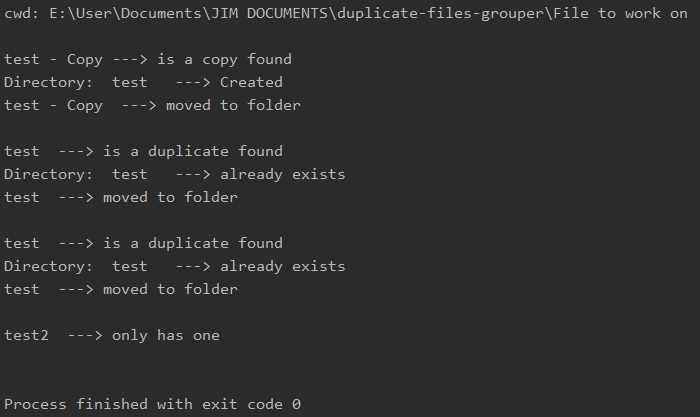 cwd: E:\User\Documents\JIM DOCUMENTS\duplicate-files-grouper\File to work on
test - Copy ---> is a copy found
Directory:  test   ---> Created
test - Copy  ---> moved to folder
test  ---> is a duplicate found
Directory:  test   ---> already exists
test  ---> moved to folder
test  ---> is a duplicate found
Directory:  test   ---> already exists
test  ---> moved to folder
test2  ---> only has one
Process finished with exit code 0